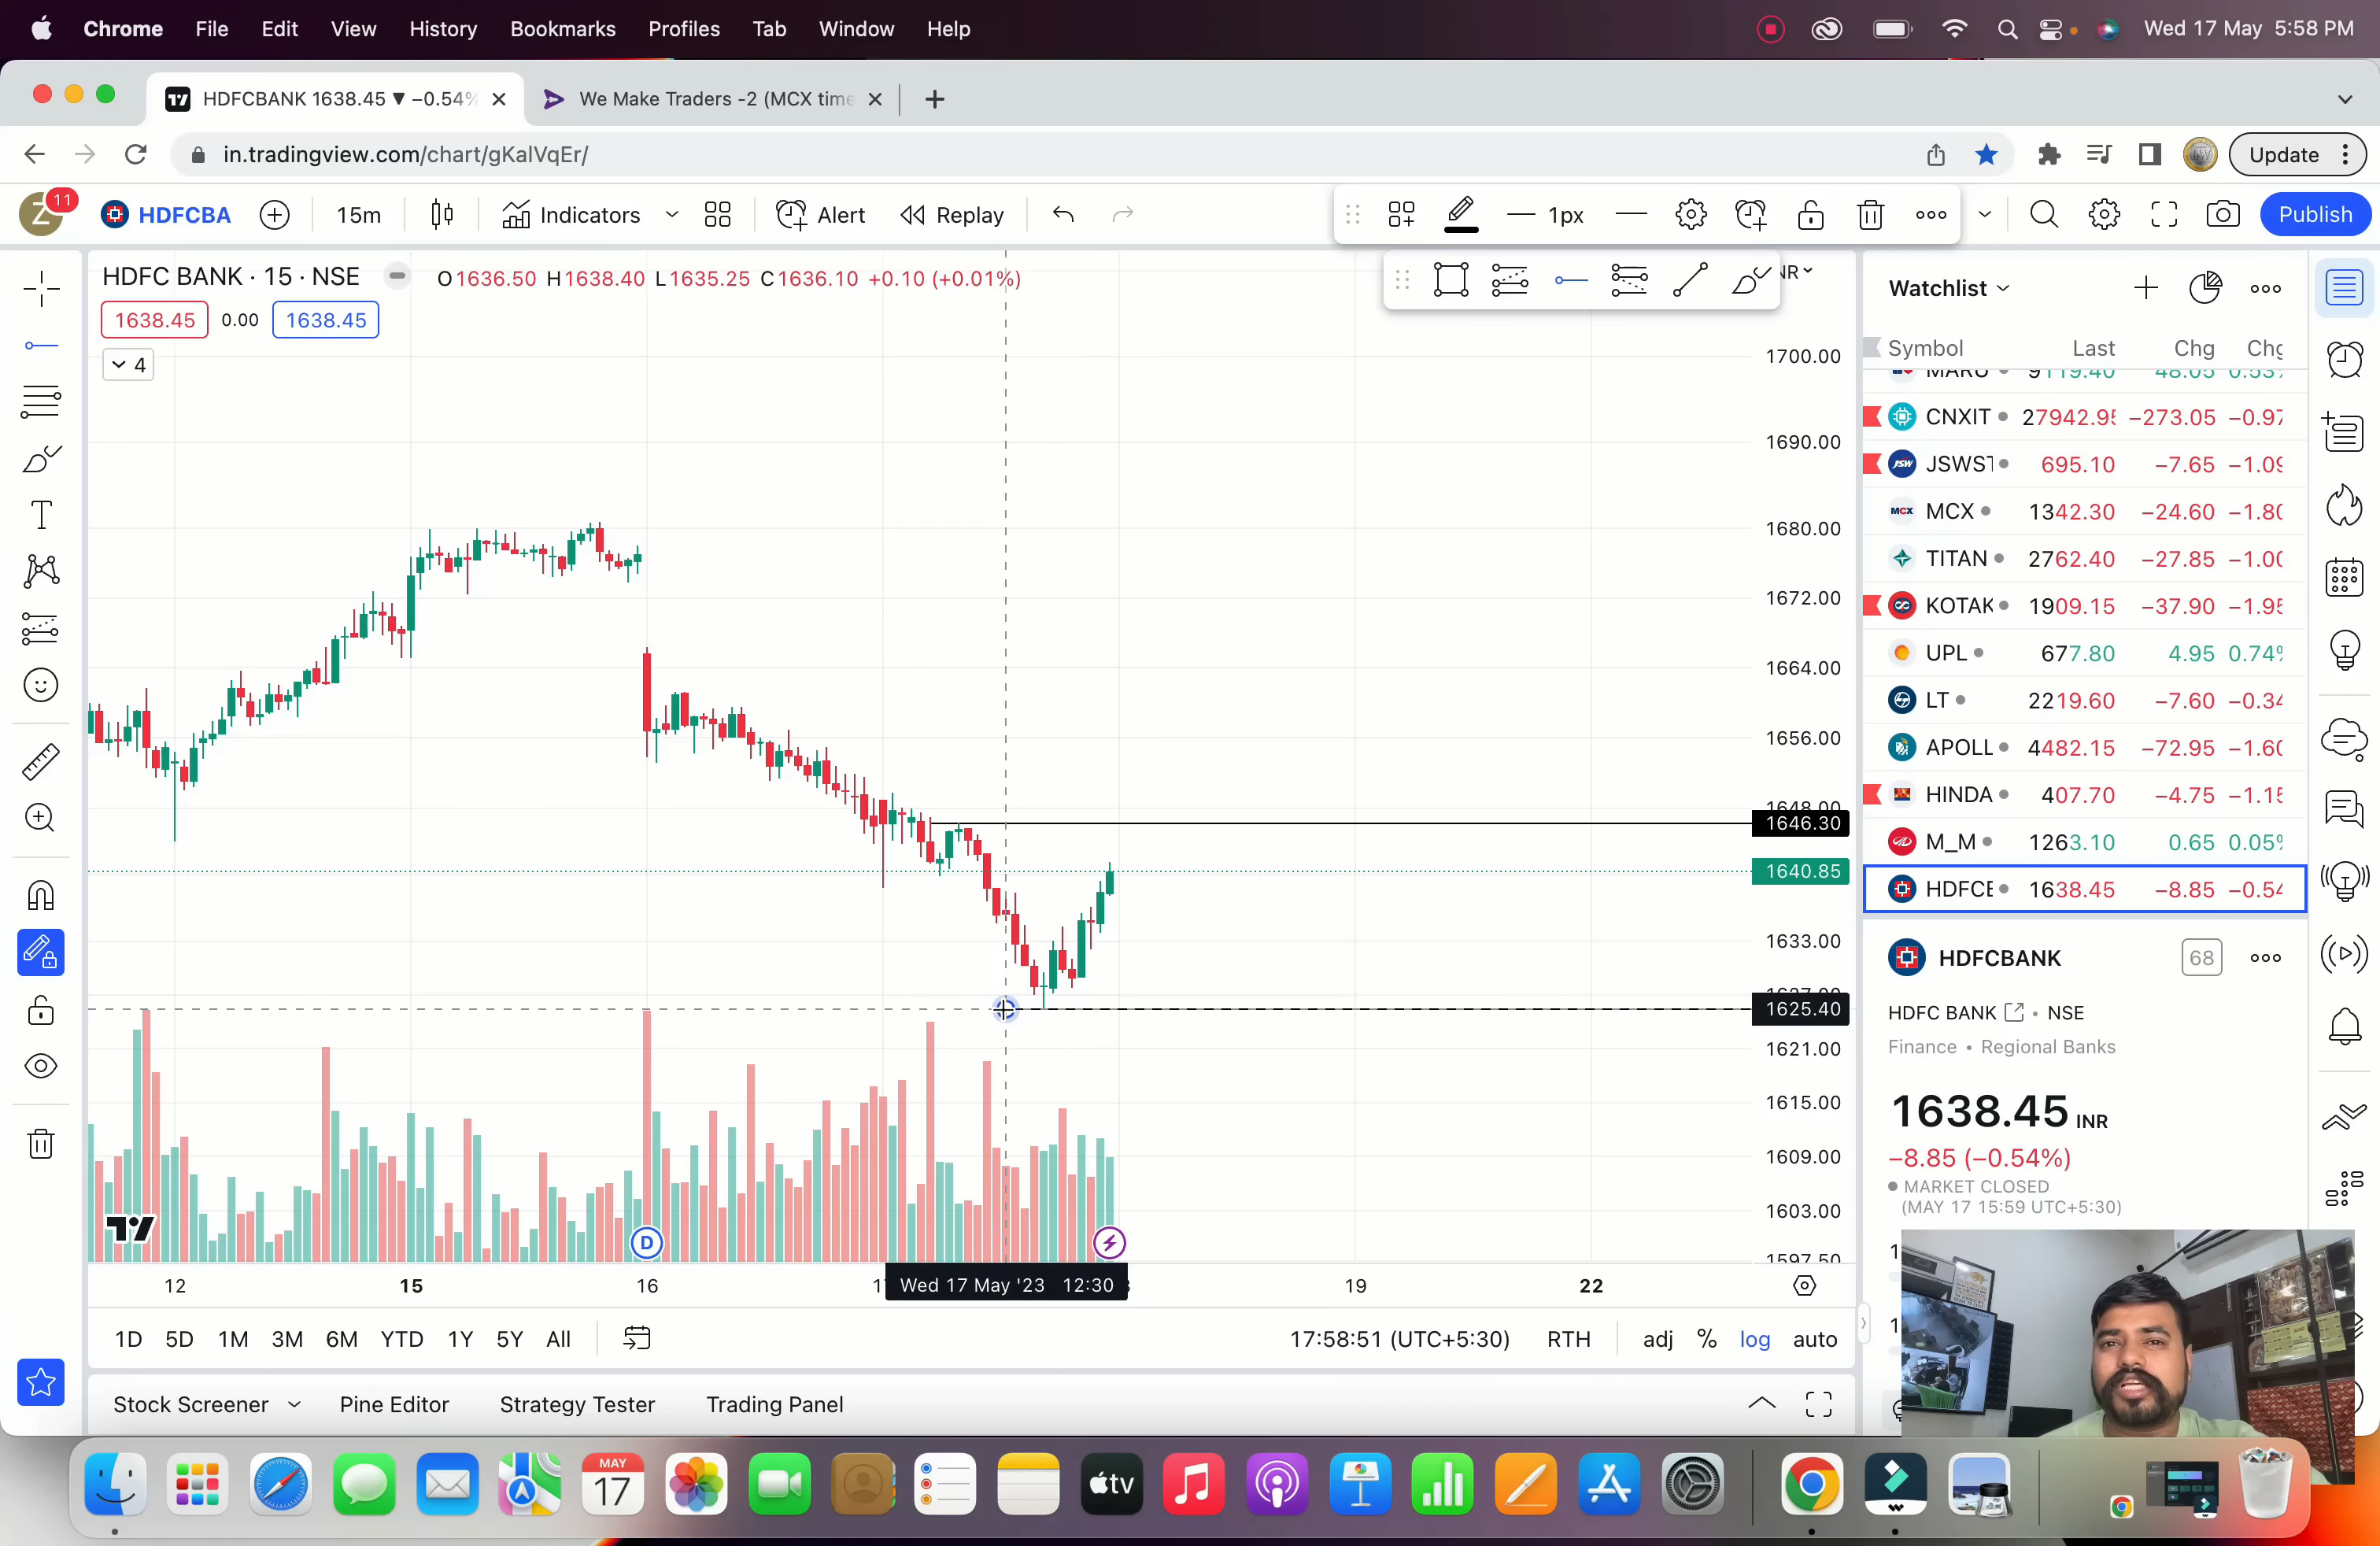 Chrome File Edit View History Bookmarks Profiles Tab Window Help Wed 17 May 5:58 PM
HDFCBANK 1638.45 ▼ −0.54% We Make Traders -2 (MCX time
in.tradingview.com/chart/gKalVqEr/ Update
Z 11 HDFCBA 15m Indicators Alert Replay 1px Publish
HDFC BANK · 15 · NSE O1636.50 H1638.40 L1635.25 C1636.10 +0.10 (+0.01%)
1638.45 0.00 1638.45
4
1700.00
1690.00
1680.00
1672.00
1664.00
1656.00
1648.00
1646.30
1640.85
1633.00
1625.40
1621.00
1615.00
1609.00
1603.00
1597.50
D
12 15 16 Wed 17 May '23 12:30 19 22
1D 5D 1M 3M 6M YTD 1Y 5Y All 17:58:51 (UTC+5:30) RTH adj % log auto
Stock Screener Pine Editor Strategy Tester Trading Panel
Watchlist
Symbol Last Chg
MARU 9119.40 48.05 0.53
CNXIT 27942.95 −273.05 −0.97
JSWST 695.10 −7.65 −1.09
MCX MCX 1342.30 −24.60 −1.80
TITAN 2762.40 −27.85 −1.00
KOTAK 1909.15 −37.90 −1.95
UPL 677.80 4.95 0.74%
LT 2219.60 −7.60 −0.34
APOLL 4482.15 −72.95 −1.60
HINDA 407.70 −4.75 −1.15
M_M 1263.10 0.65 0.05%
HDFCB 1638.45 −8.85 −0.54
HDFCBANK 68
HDFC BANK • NSE
Finance • Regional Banks
1638.45 INR
−8.85 (−0.54%)
MARKET CLOSED
(MAY 17 15:59 UTC+5:30)
MAY
17
tv